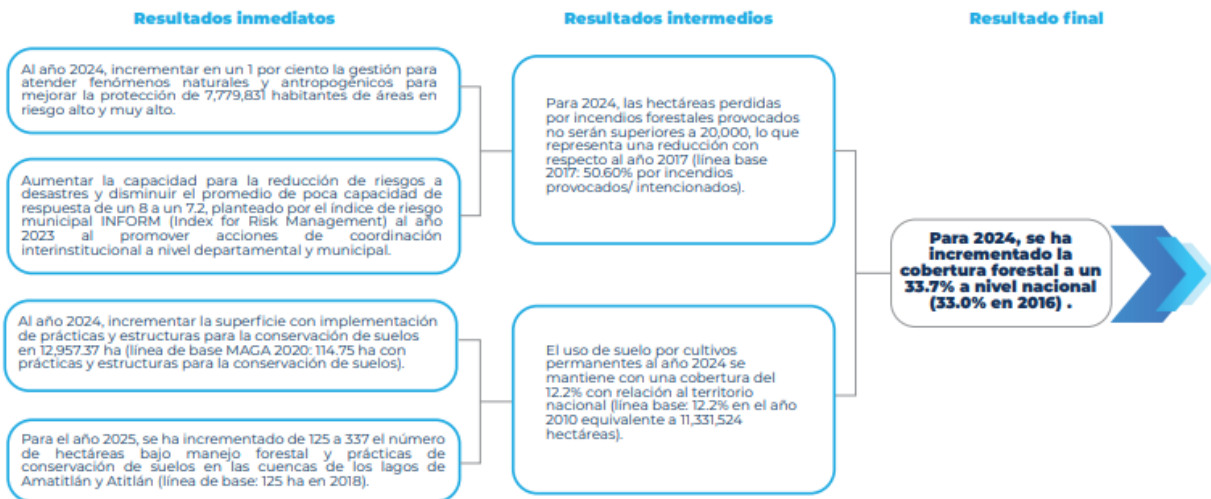 Resultados inmediatos
Resultados intermedios
Resultado final
Al año 2024, incrementar en un 1 por ciento la gestión para
atender fenómenos naturales y antropogénicos para
mejorar la protección de 7,779,831 habitantes de áreas en
riesgo alto y muy alto.
Aumentar la capacidad para la reducción de riesgos a
desastres y disminuir el promedio de poca capacidad de
respuesta de un 8 a un 7.2, planteado por el índice de riesgo
municipal INFORM (Index for Risk Management) al año
2023 al promover acciones de coordinación
interinstitucional a nivel departamental y municipal.
Al año 2024, incrementar la superficie con implementación
de prácticas y estructuras para la conservación de suelos
en 12,957.37 ha (línea de base MAGA 2020: 114.75 ha con
prácticas y estructuras para la conservación de suelos).
Para el año 2025, se ha incrementado de 125 a 337 el número
de hectáreas bajo manejo forestal y prácticas de
conservación de suelos en las cuencas de los lagos de
Amatitlán y Atitlán (línea de base: 125 ha en 2018).
Para 2024, las hectáreas perdidas
por incendios forestales provocados
no serán superiores a 20,000, lo que
representa una reducción con
respecto al año 2017 (línea base
2017: 50.60% por incendios
provocados/ intencionados).
El uso de suelo por cultivos
permanentes al año 2024 se
mantiene con una cobertura del
12.2% con relación al territorio
nacional (línea base: 12.2% en el año
2010 equivalente a 11,331,524
hectáreas).
Para 2024, se ha
incrementado la
cobertura forestal a un
33.7% a nivel nacional
(33.0% en 2016) .